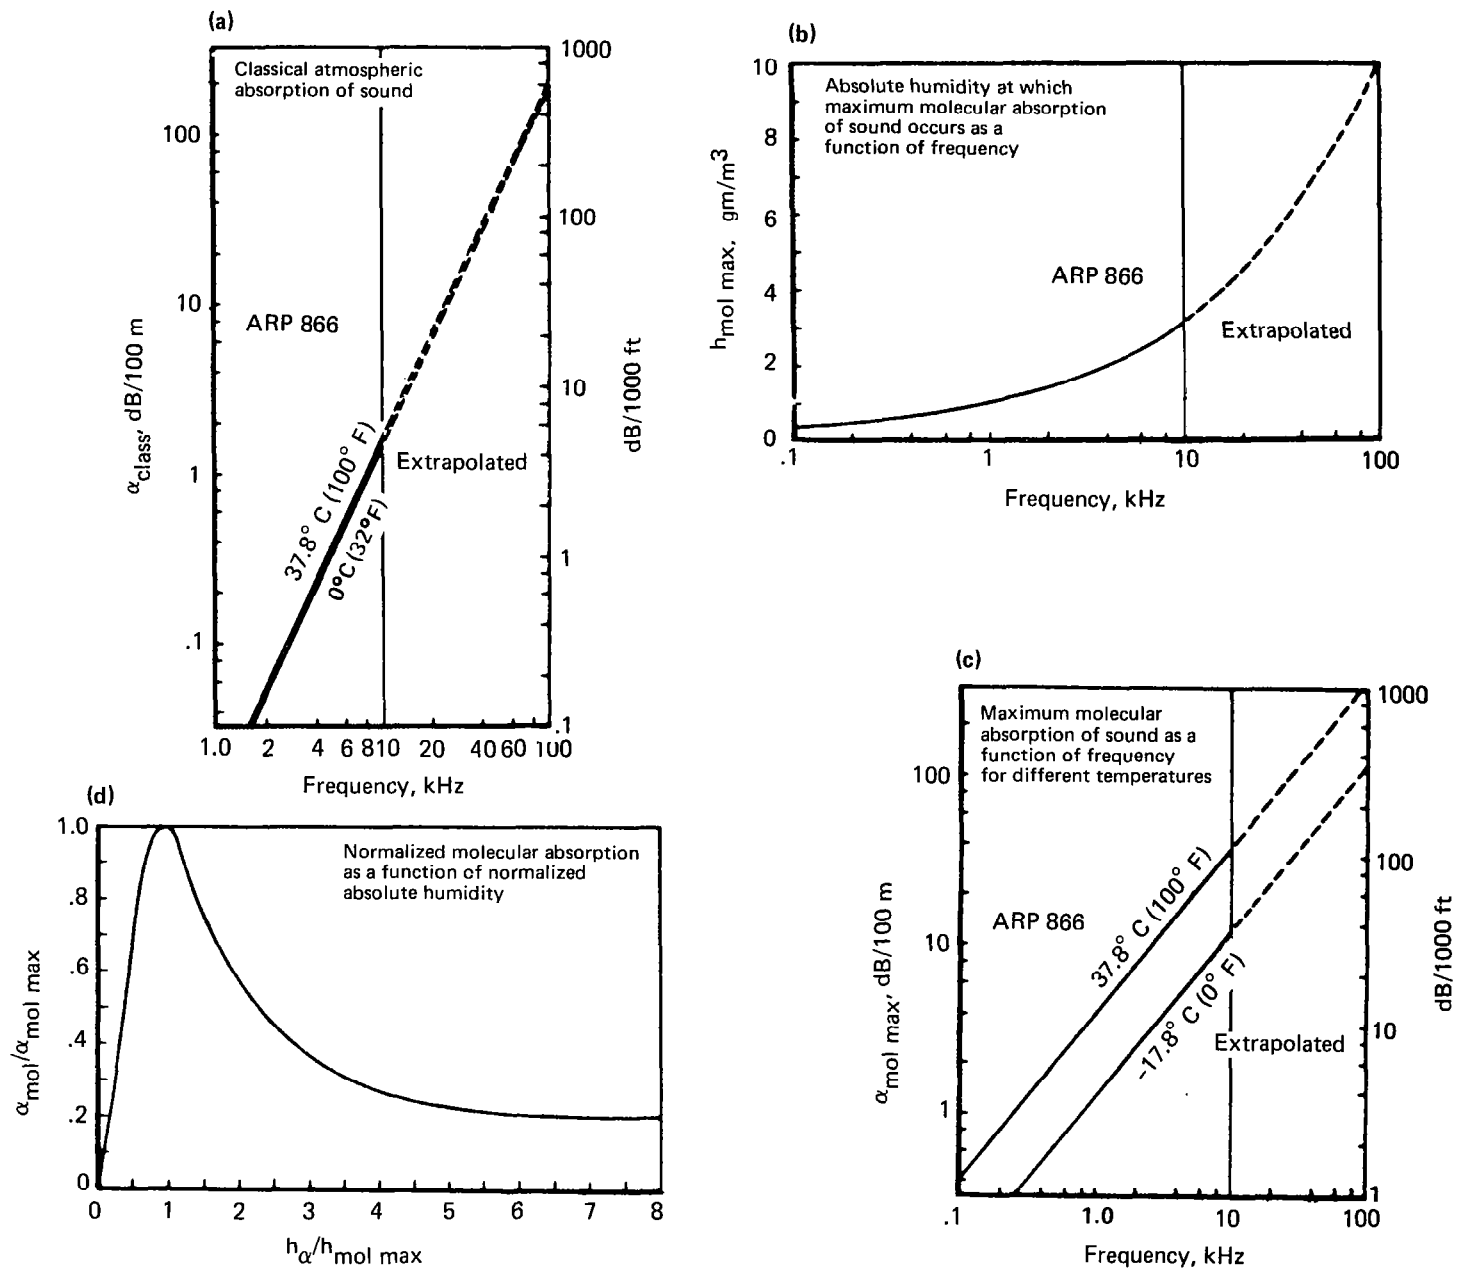 (a)
Classical atmospheric
absorption of sound
ARP 866
Extrapolated
37.8° C (100° F)
0°C (32°F)
α class, dB/100 m
100
10
1
.1
dB/1000 ft
1000
100
10
1
.1
1.0 2 4 6 8 10 20 40 60 100
Frequency, kHz
(b)
Absolute humidity at which
maximum molecular absorption
of sound occurs as a
function of frequency
ARP 866
Extrapolated
h mol max, gm/m3
10
8
6
4
2
0
.1 1 10 100
Frequency, kHz
(c)
Maximum molecular
absorption of sound as a
function of frequency
for different temperatures
ARP 866
37.8° C (100° F)
-17.8° C (0° F)
Extrapolated
α mol max, dB/100 m
100
10
1
dB/1000 ft
1000
100
10
1
.1 1.0 10 100
Frequency, kHz
(d)
Normalized molecular absorption
as a function of normalized
absolute humidity
α mol/α mol max
1.0
.8
.6
.4
.2
0
0 1 2 3 4 5 6 7 8
hα/h mol max